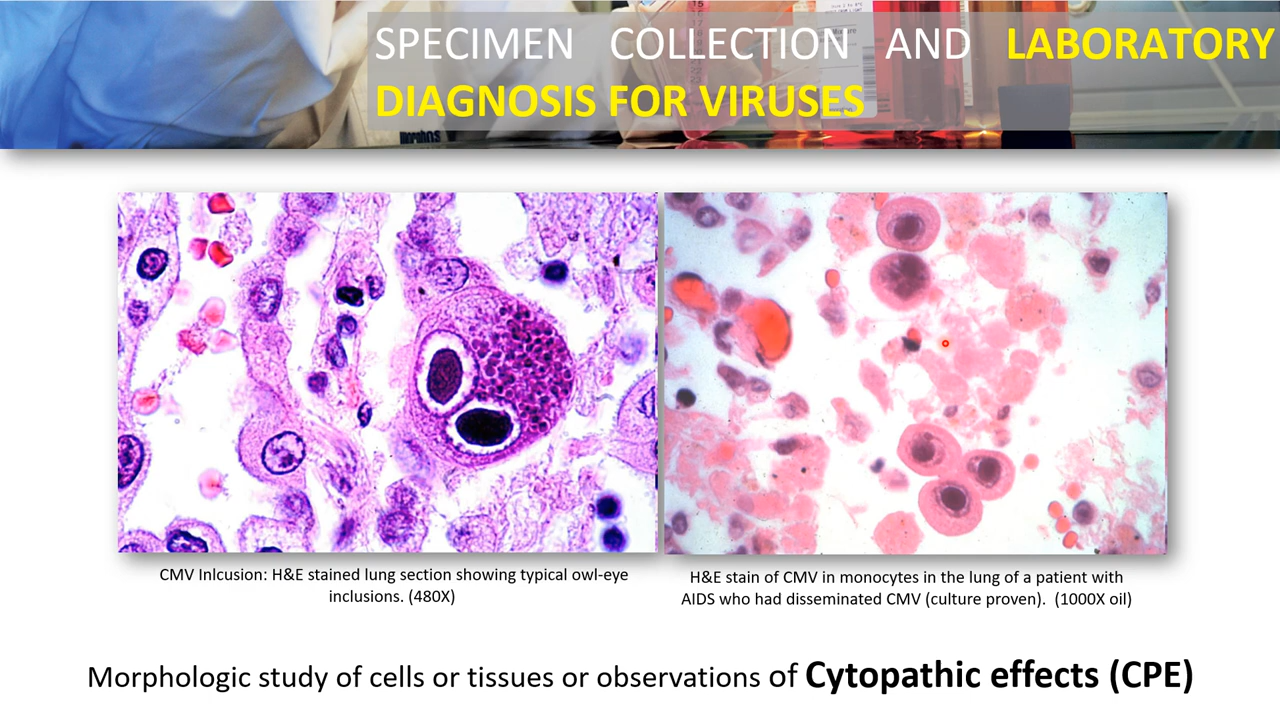 SPECIMEN COLLECTION AND LABORATORY
DIAGNOSIS FOR VIRUSES
morphos
CMV Inlcusion: H&E stained lung section showing typical owl-eye
inclusions. (480X)
H&E stain of CMV in monocytes in the lung of a patient with
AIDS who had disseminated CMV (culture proven). (1000X oil)
Morphologic study of cells or tissues or observations of Cytopathic effects (CPE)